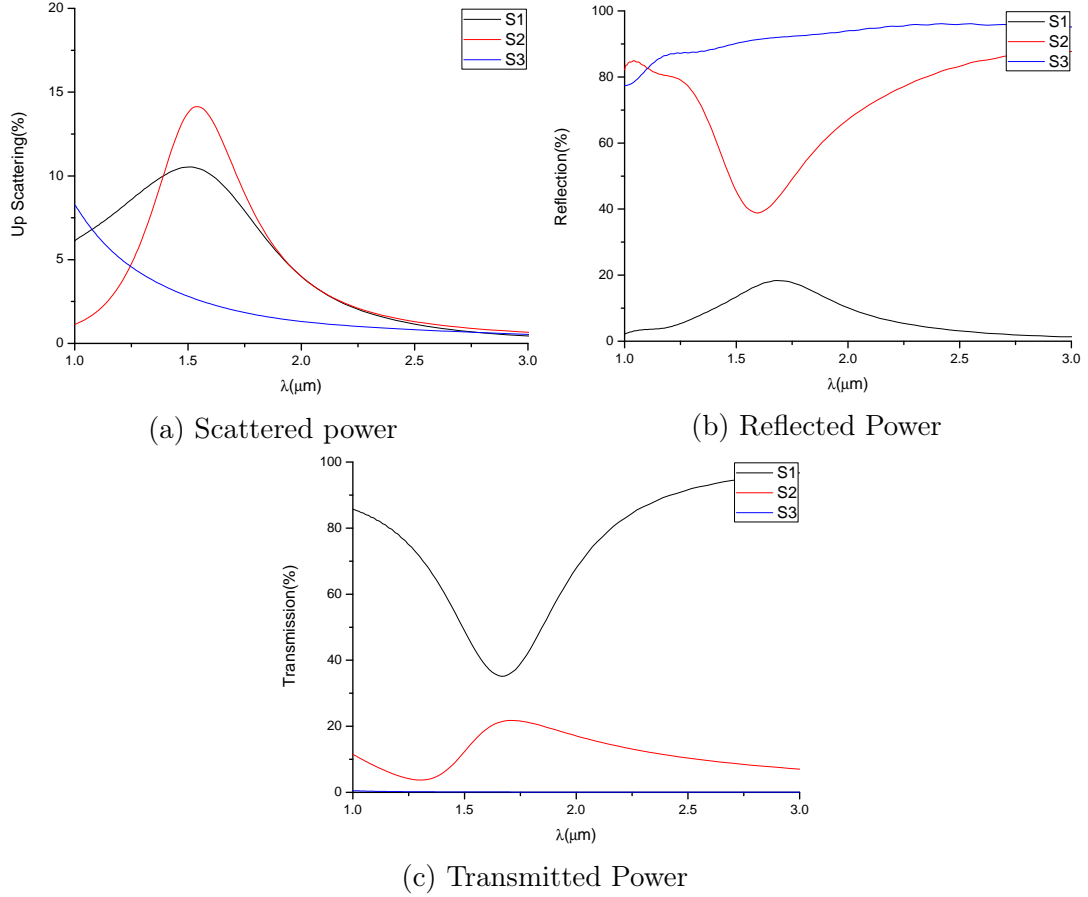 20
15
10
5
0
1.0 1.5 2.0 2.5 3.0
Up Scattering(%)
λ(μm)
S1
S2
S3
(a) Scattered power
100
80
60
40
20
0
1.0 1.5 2.0 2.5 3.0
Reflection(%)
λ(μm)
S1
S2
S3
(b) Reflected Power
100
80
60
40
20
0
1.0 1.5 2.0 2.5 3.0
Transmission(%)
λ(μm)
S1
S2
S3
(c) Transmitted Power